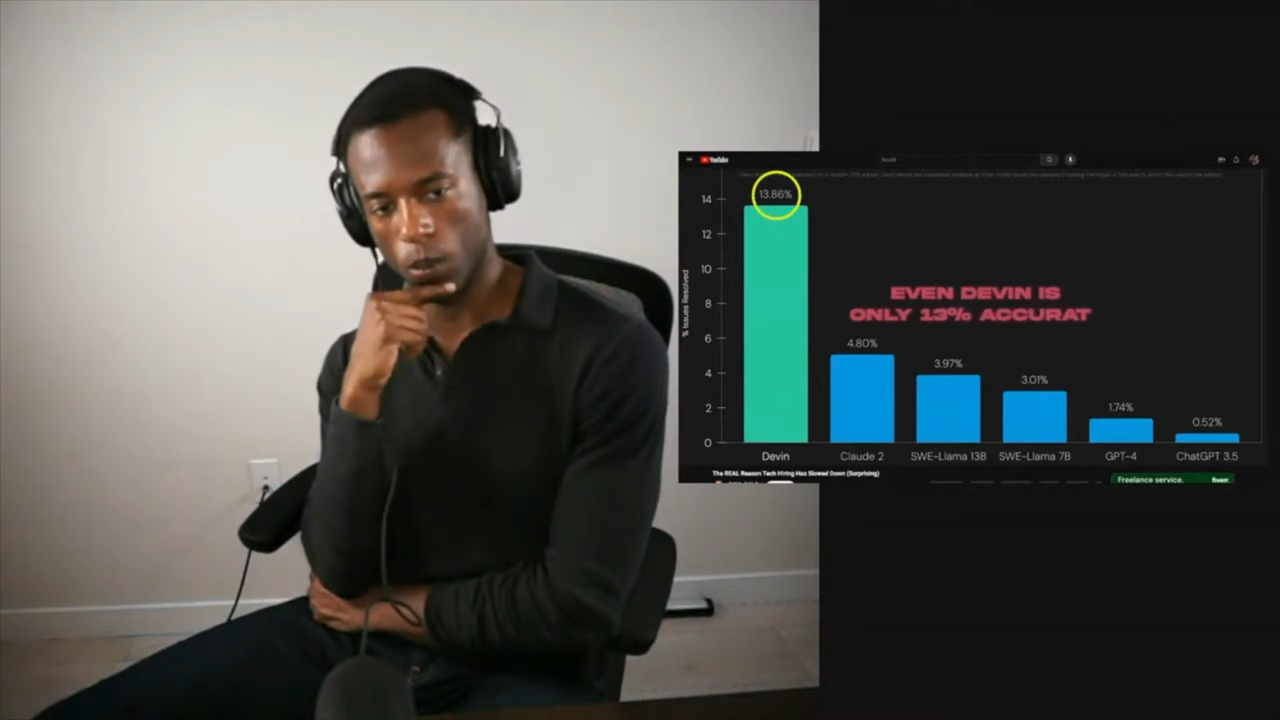 YouTube
Search
14
13.86%
12
10
8
6
4
2
0
% Issues Resolved
EVEN DEVIN IS
ONLY 13% ACCURAT
4.80%
3.97%
3.01%
1.74%
0.52%
Devin
Claude 2
SWE-Llama 13B
SWE-Llama 7B
GPT-4
ChatGPT 3.5
The REAL Reason Tech Hiring Has Slowed Down (Surprising)
Freelance service.
fiverr.